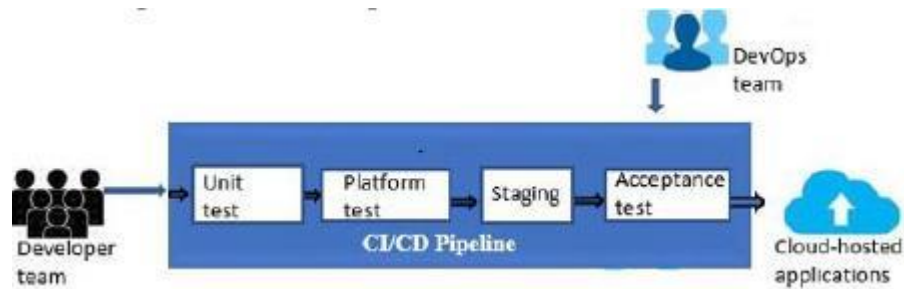 DevOps
team
Unit
test
Platform
test
Staging
Acceptance
test
CI/CD Pipeline
Developer
team
Cloud-hosted
applications